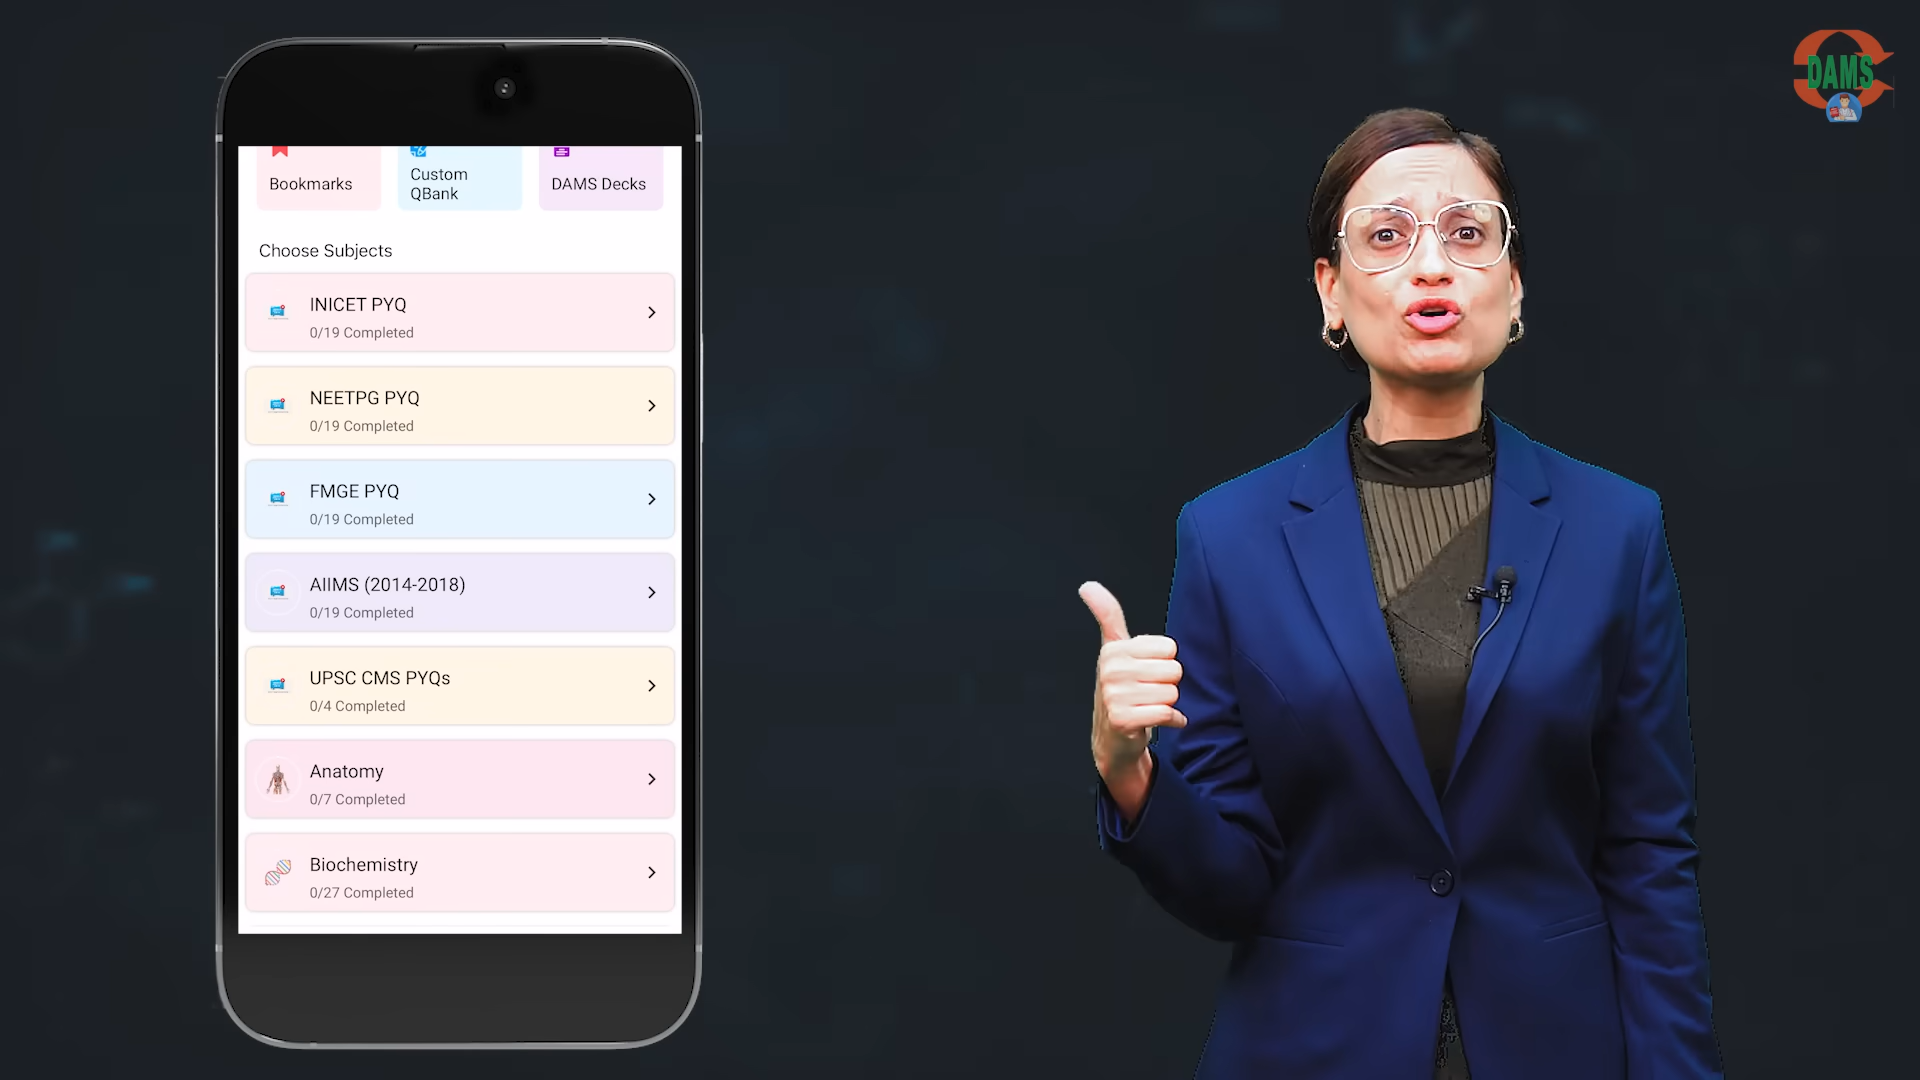 Bookmarks
Custom
QBank
DAMS Decks
Choose Subjects
INICET PYQ
0/19 Completed
NEETPG PYQ
0/19 Completed
FMGE PYQ
0/19 Completed
AIIMS (2014-2018)
0/19 Completed
UPSC CMS PYQs
0/4 Completed
Anatomy
0/7 Completed
Biochemistry
0/27 Completed
DAMS